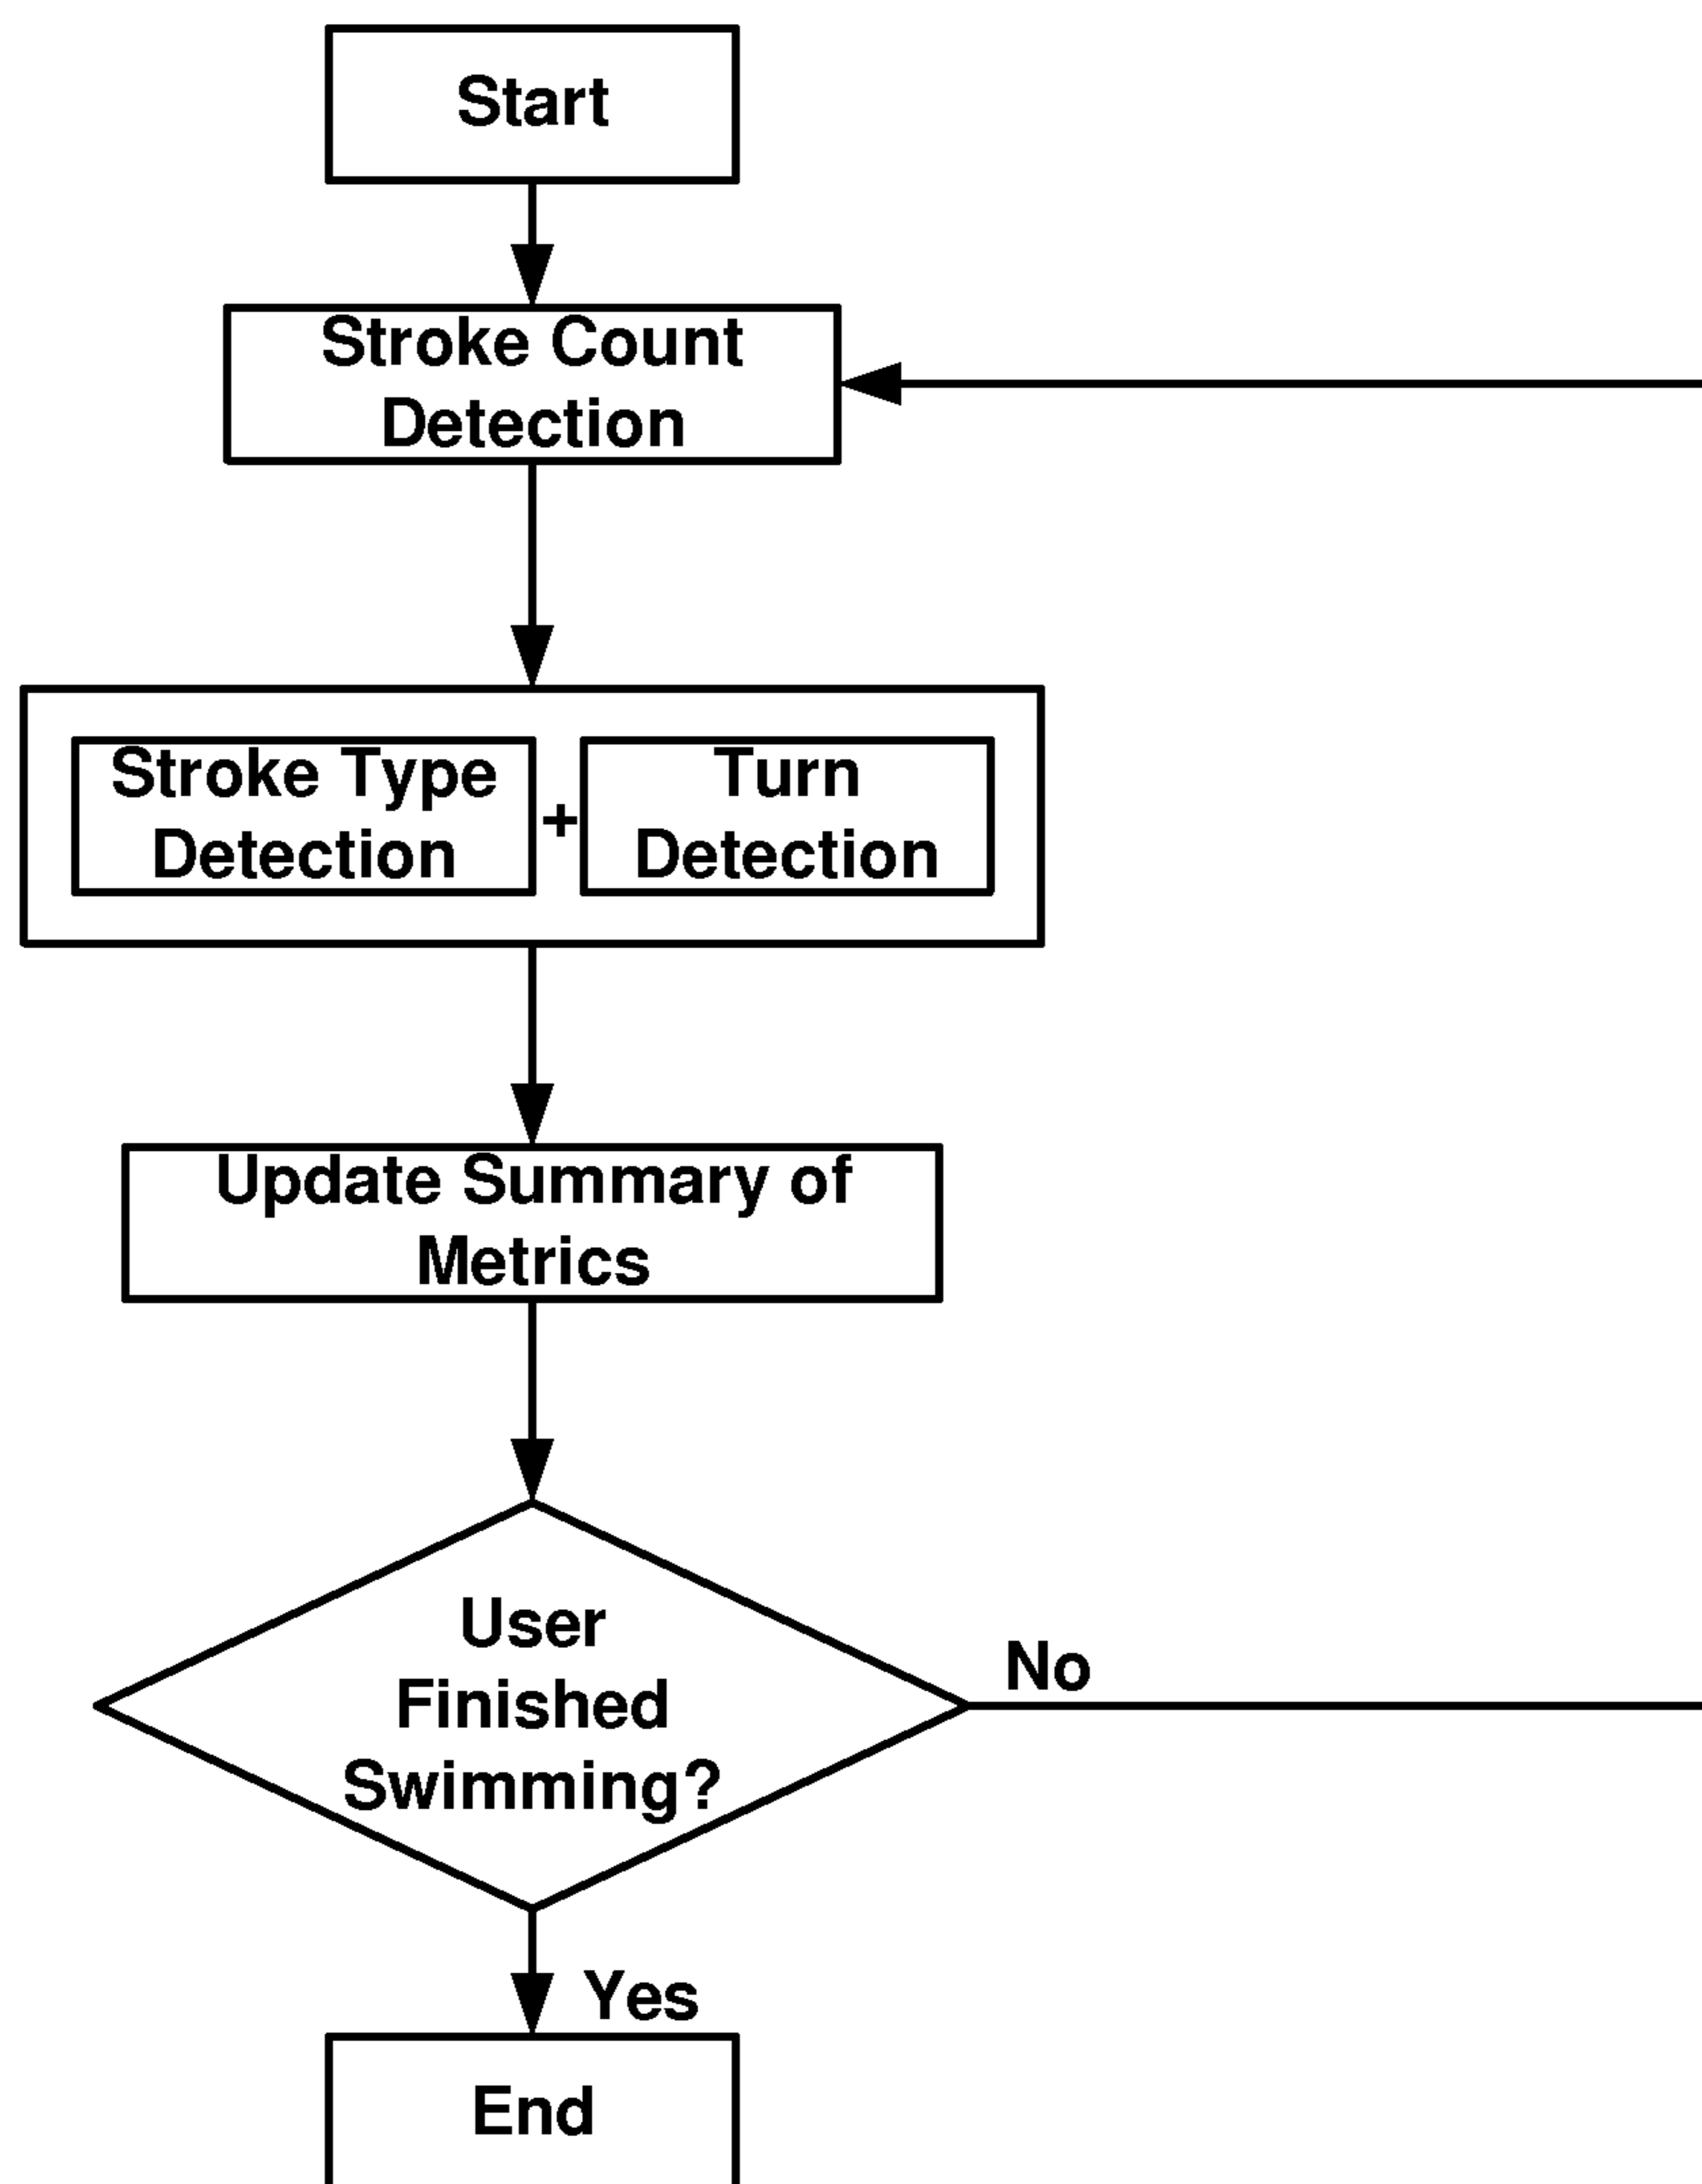 Start
Stroke Count
Detection
Stroke Type
Detection
+
Turn
Detection
Update Summary of
Metrics
User
Finished
Swimming?
No
Yes
End